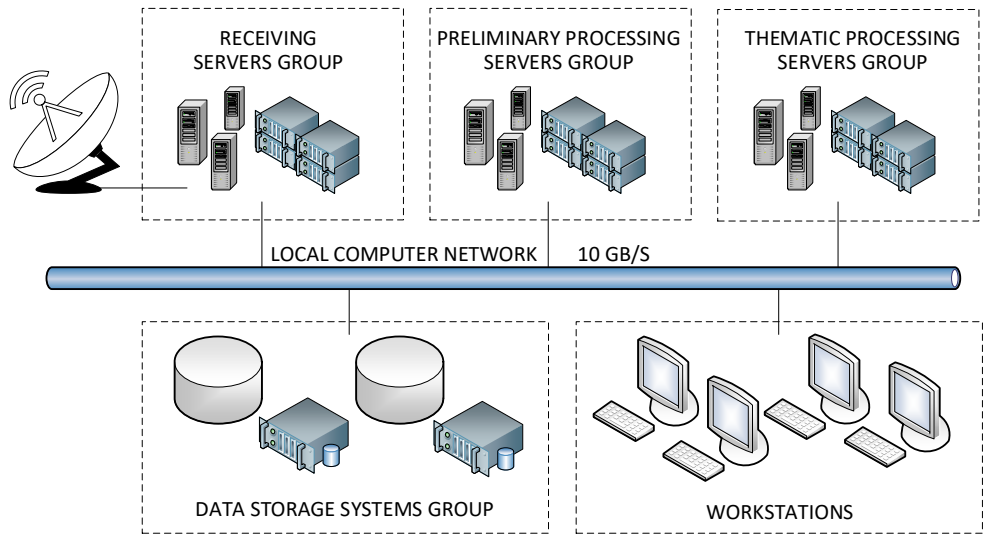 RECEIVING
SERVERS GROUP
PRELIMINARY PROCESSING
SERVERS GROUP
THEMATIC PROCESSING
SERVERS GROUP
LOCAL COMPUTER NETWORK 10 GB/S
DATA STORAGE SYSTEMS GROUP
WORKSTATIONS